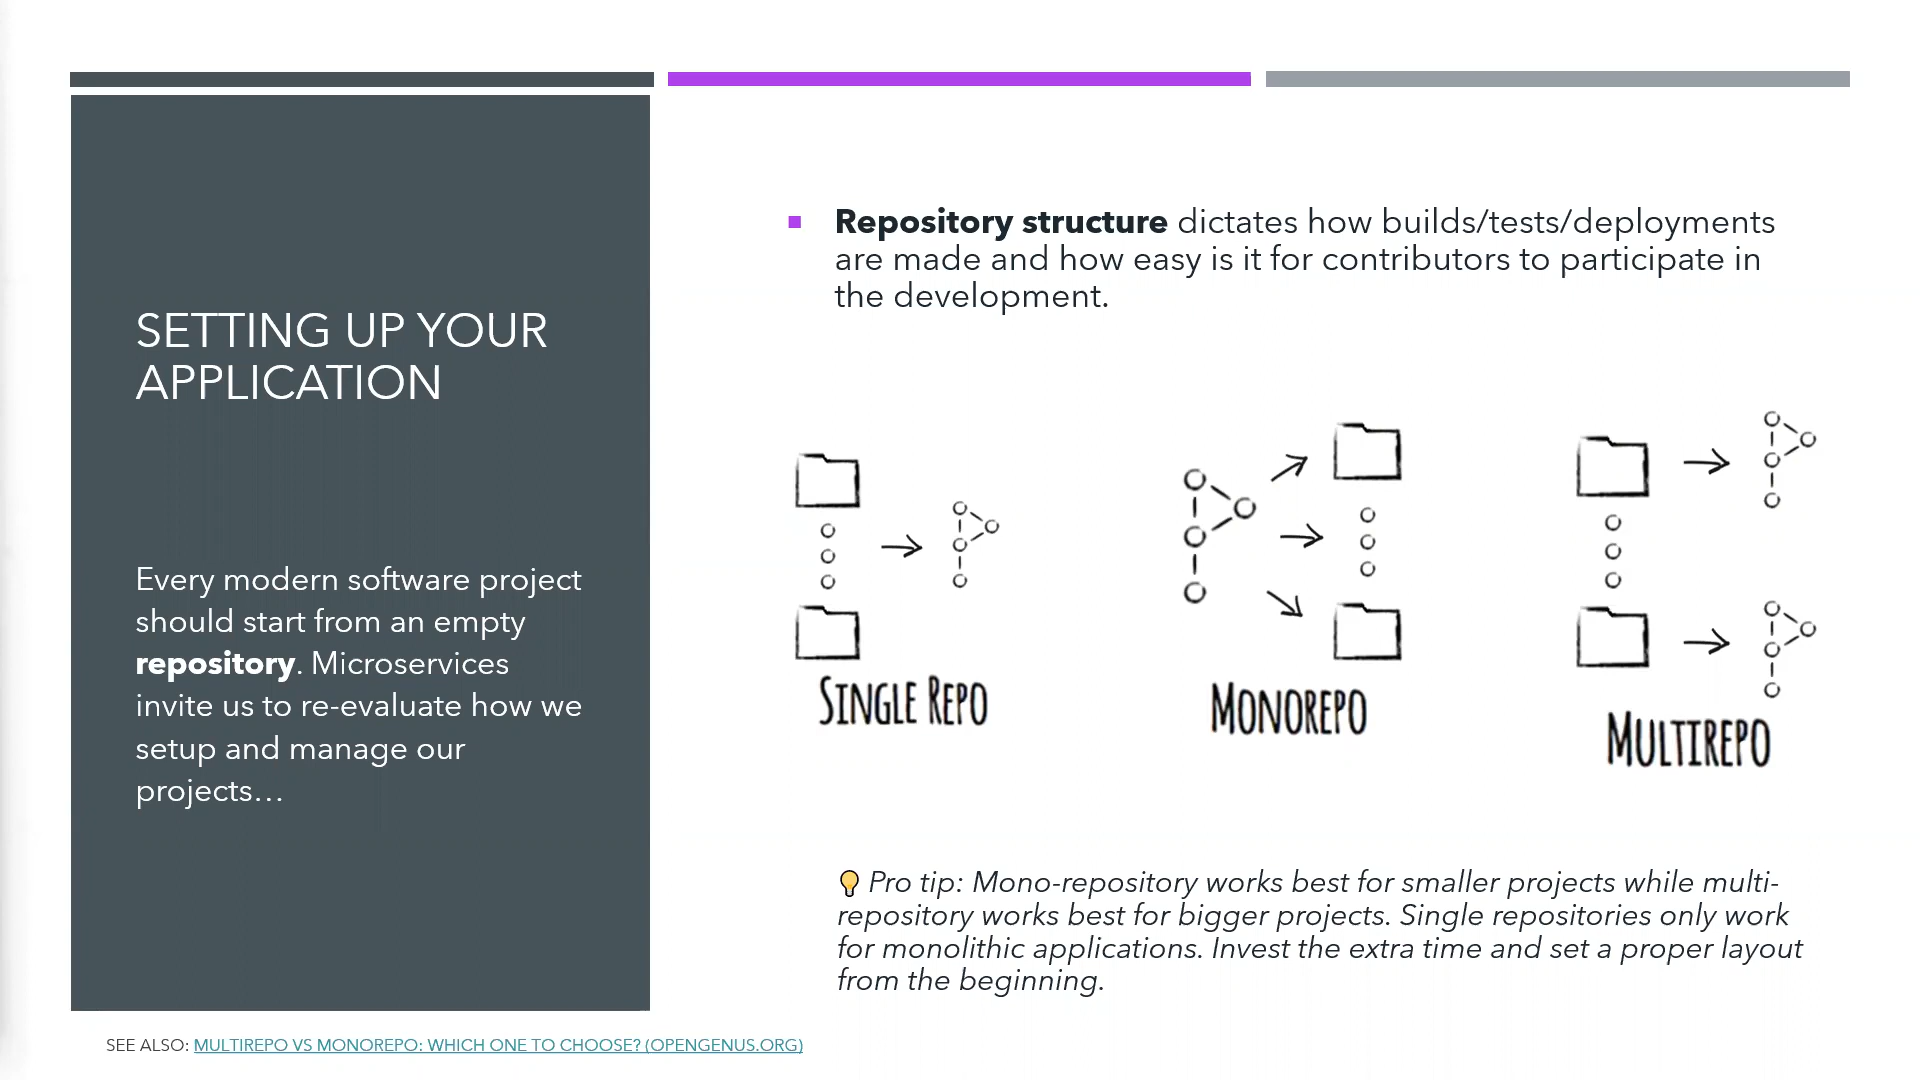 SETTING UP YOUR
APPLICATION
Every modern software project
should start from an empty
repository. Microservices
invite us to re-evaluate how we
setup and manage our
projects…
Repository structure dictates how builds/tests/deployments
are made and how easy is it for contributors to participate in
the development.
SINGLE REPO
MONOREPO
MULTIREPO
Pro tip: Mono-repository works best for smaller projects while multi-
repository works best for bigger projects. Single repositories only work
for monolithic applications. Invest the extra time and set a proper layout
from the beginning.
SEE ALSO: MULTIREPO VS MONOREPO: WHICH ONE TO CHOOSE? (OPENGENUS.ORG)